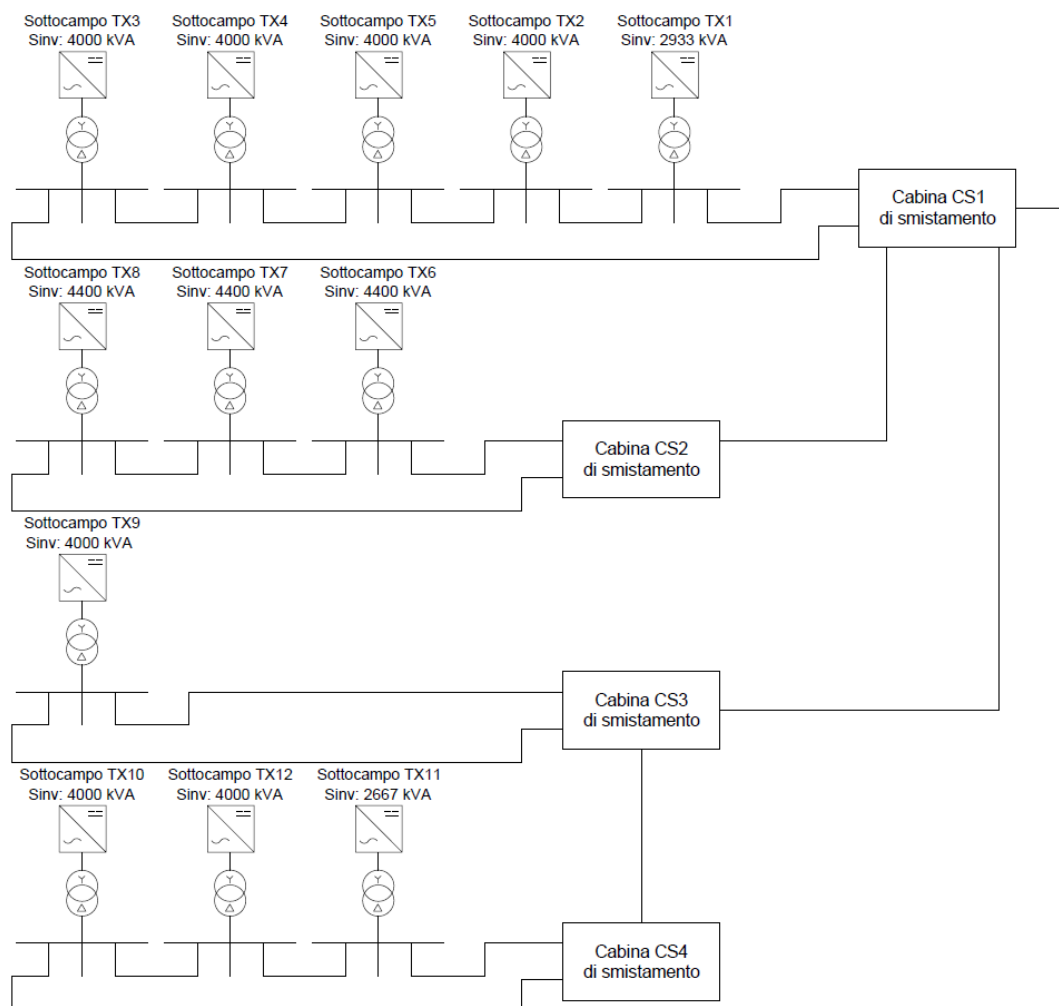 Sottocampo TX3
Sinv: 4000 kVA
Sottocampo TX4
Sinv: 4000 kVA
Sottocampo TX5
Sinv: 4000 kVA
Sottocampo TX2
Sinv: 4000 kVA
Sottocampo TX1
Sinv: 2933 kVA
Cabina CS1
di smistamento
Sottocampo TX8
Sinv: 4400 kVA
Sottocampo TX7
Sinv: 4400 kVA
Sottocampo TX6
Sinv: 4400 kVA
Cabina CS2
di smistamento
Sottocampo TX9
Sinv: 4000 kVA
Cabina CS3
di smistamento
Sottocampo TX10
Sinv: 4000 kVA
Sottocampo TX12
Sinv: 4000 kVA
Sottocampo TX11
Sinv: 2667 kVA
Cabina CS4
di smistamento